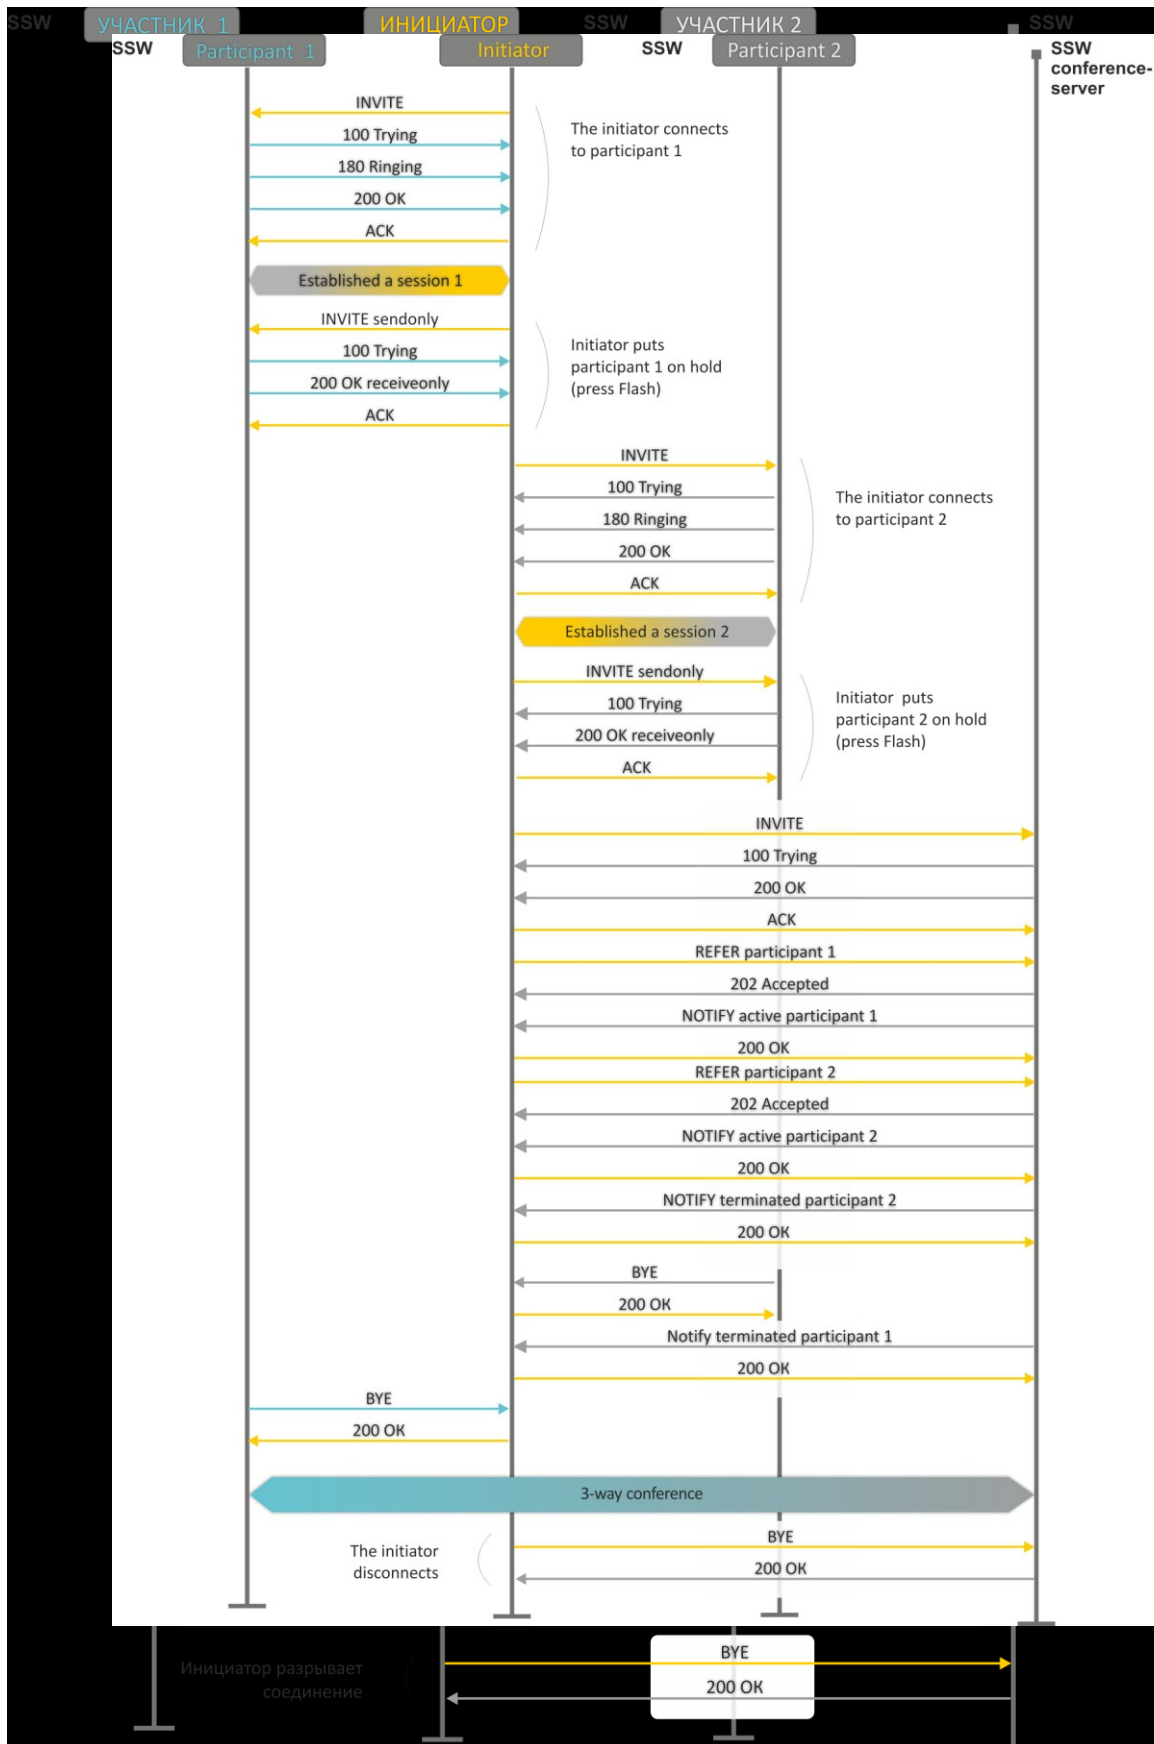 SSW УЧАСТНИК 1 ИНИЦИАТОР SSW УЧАСТНИК 2 SSW
SSW Participant 1 Initiator SSW Participant 2 SSW
conference-
server
INVITE
The initiator connects
to participant 1
100 Trying
180 Ringing
200 OK
ACK
Established a session 1
INVITE sendonly
Initiator puts
participant 1 on hold
(press Flash)
100 Trying
200 OK receiveonly
ACK
INVITE
100 Trying
The initiator connects
to participant 2
180 Ringing
200 OK
ACK
Established a session 2
INVITE sendonly
Initiator puts
participant 2 on hold
(press Flash)
100 Trying
200 OK receiveonly
ACK
INVITE
100 Trying
200 OK
ACK
REFER participant 1
202 Accepted
NOTIFY active participant 1
200 OK
REFER participant 2
202 Accepted
NOTIFY active participant 2
200 OK
NOTIFY terminated participant 2
200 OK
BYE
200 OK
Notify terminated participant 1
200 OK
BYE
200 OK
3-way conference
BYE
The initiator
disconnects
200 OK
BYE
Инициатор разрывает
соединение
200 OK